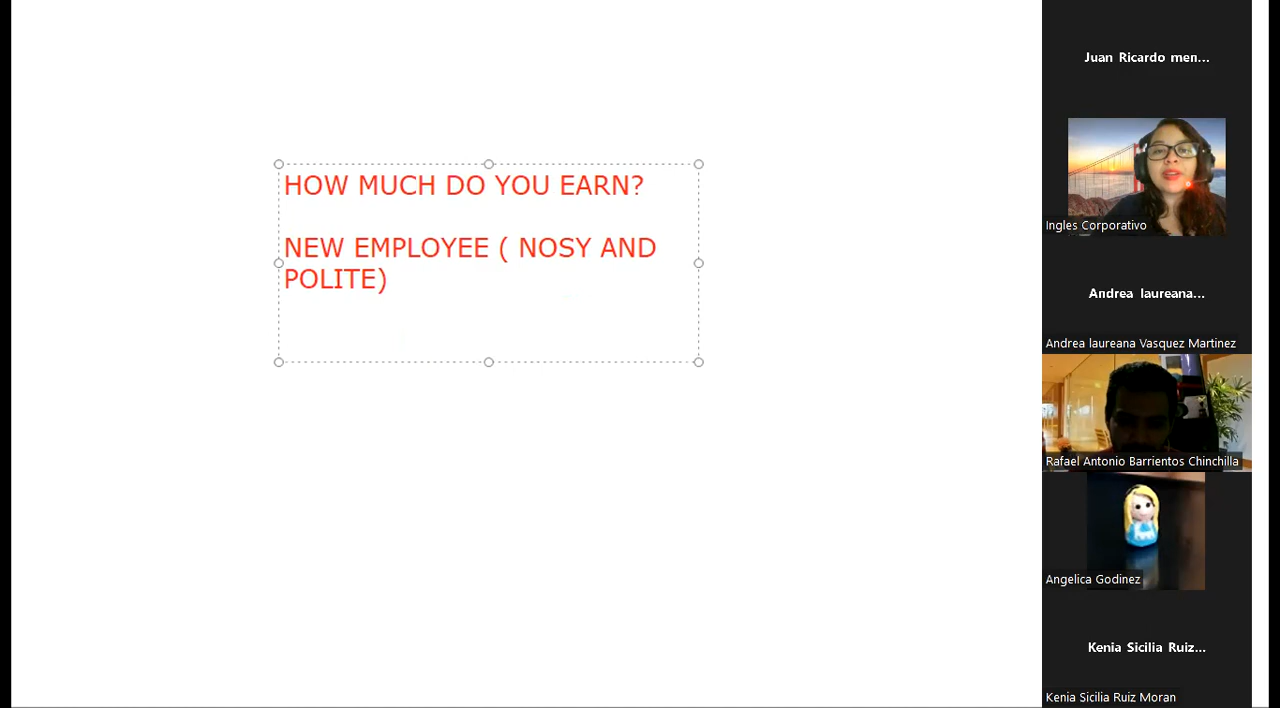 HOW MUCH DO YOU EARN?
NEW EMPLOYEE ( NOSY AND
POLITE)
Juan Ricardo men...
Ingles Corporativo
Andrea laureana...
Andrea laureana Vasquez Martinez
Rafael Antonio Barrientos Chinchilla
Angelica Godinez
Kenia Sicilia Ruiz...
Kenia Sicilia Ruiz Moran